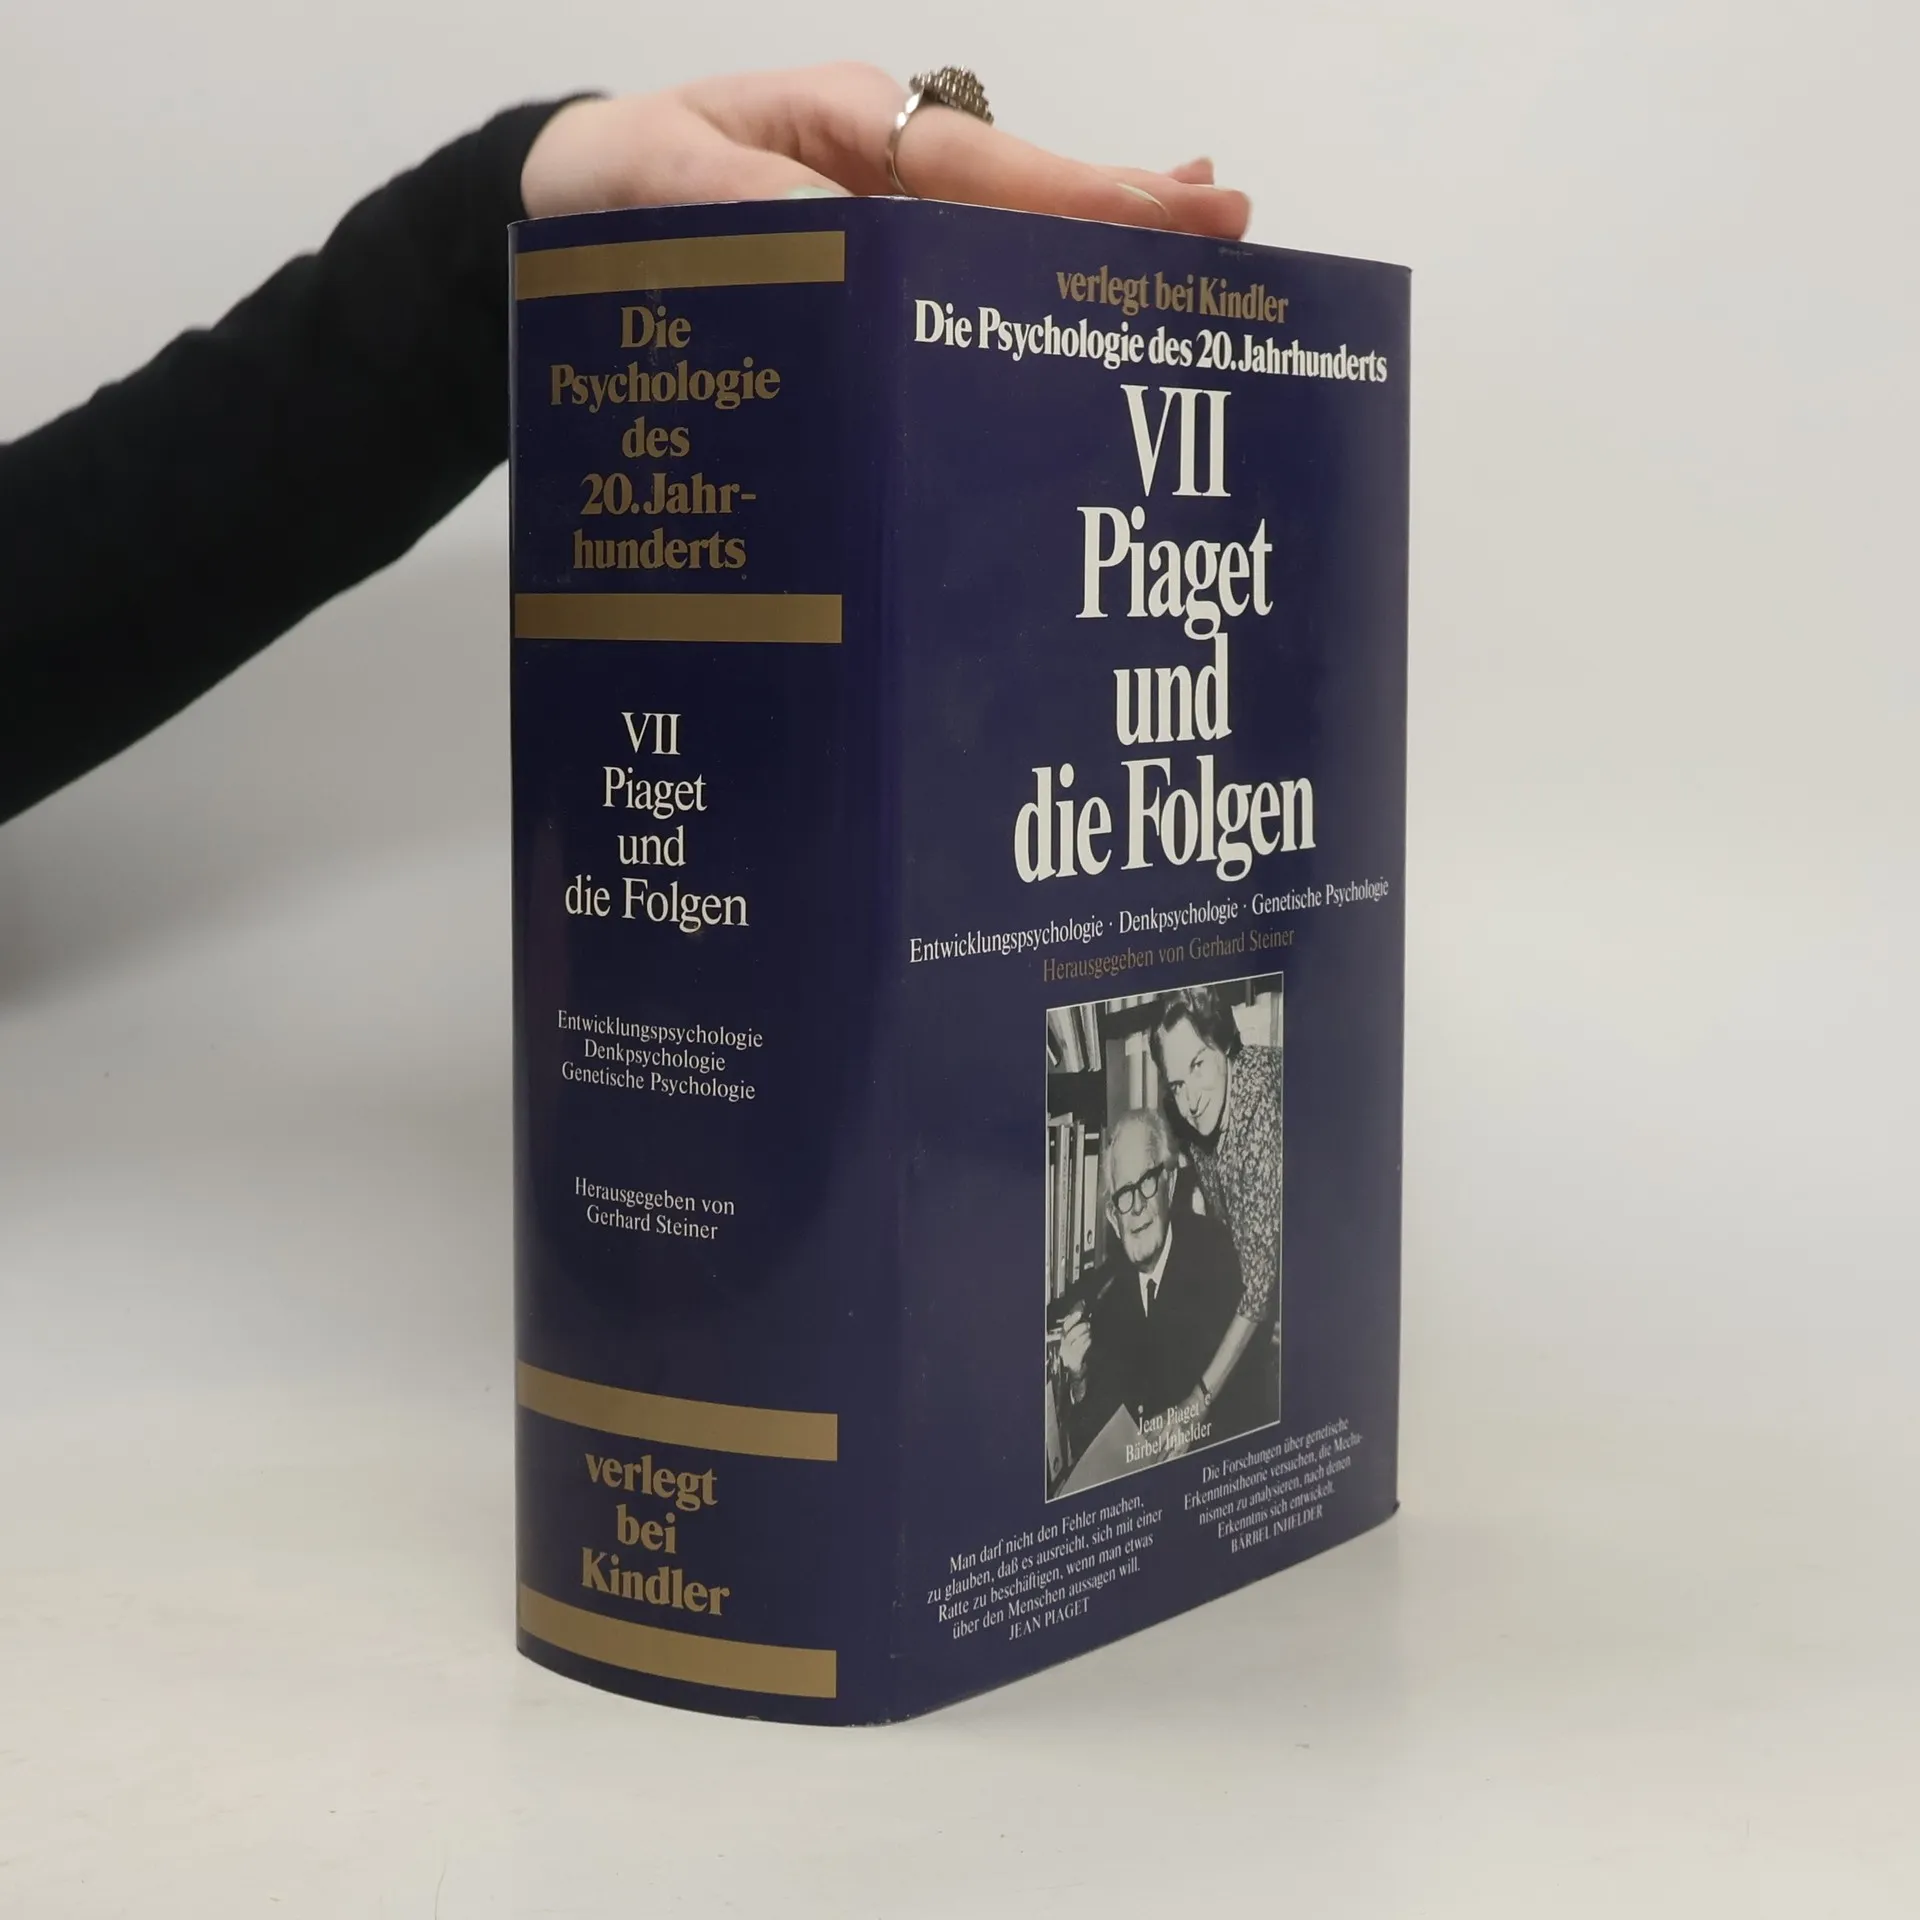 Die
Psychologie
des
20. Jahr-
hunderts
VII
Piaget
und
die Folgen
Entwicklungspsychologie
Denkpsychologie
Genetische Psychologie
Herausgegeben von
Gerhard Steiner
verlegt
bei
Kindler
verlegt bei Kindler
Die Psychologie des 20. Jahrhunderts
VII
Piaget
und
die Folgen
Entwicklungspsychologie · Denkpsychologie · Genetische Psychologie
Herausgegeben von Gerhard Steiner
Jean Piaget
Bärbel Inhelder
Man darf nicht den Fehler machen,
zu glauben, daß es ausreicht, sich mit einer
Ratte zu beschäftigen, wenn man etwas
über den Menschen aussagen will.
JEAN PIAGET
Die Forschungen über genetische
Erkenntnistheorie versuchen, die Mecha-
nismen zu analysieren, nach denen
Erkenntnis sich entwickelt.
BÄRBEL INHELDER